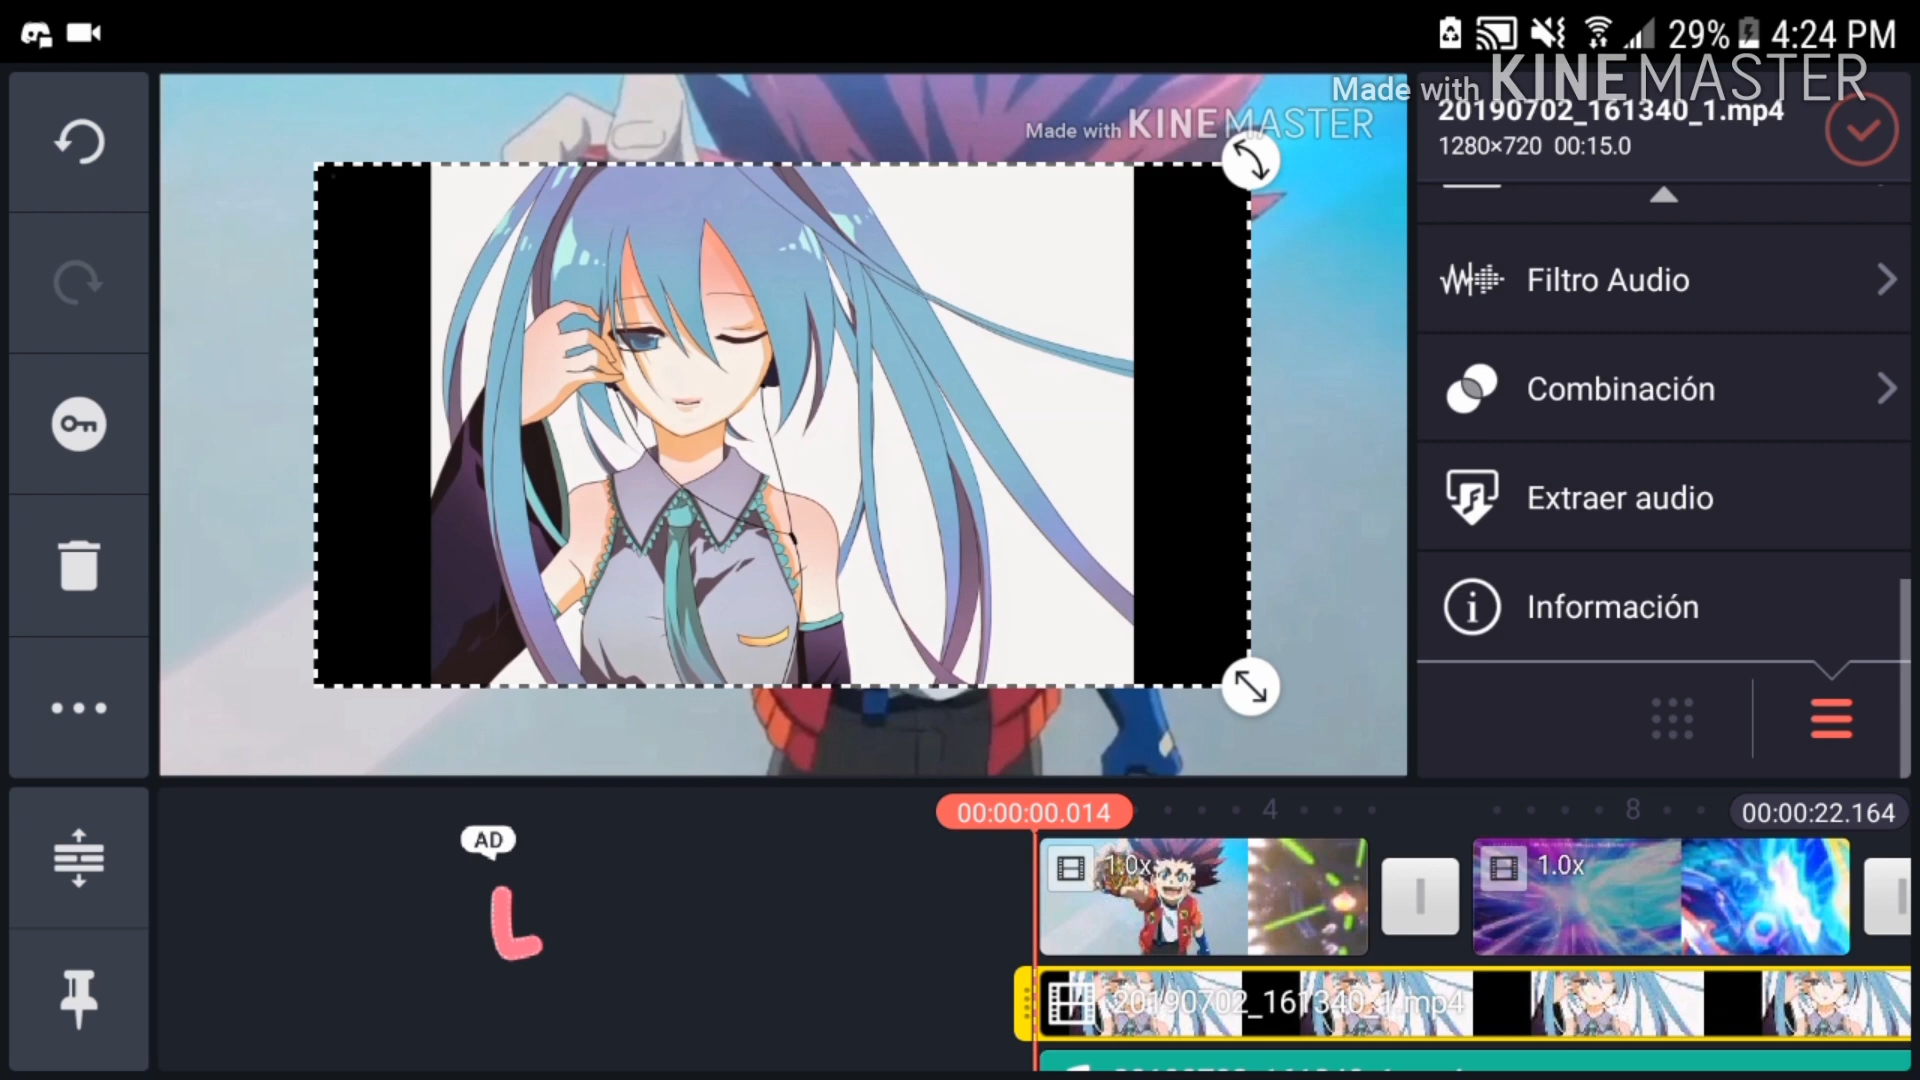 29% 4:24 PM
Made with KINEMASTER
Made with KINEMASTER
20190702_161340_1.mp4
1280×720 00:15.0
Filtro Audio
Combinación
Extraer audio
Información
00:00:00.014
4
8
00:00:22.164
AD
1.0x
1.0x
20190702_161340_1.mp4